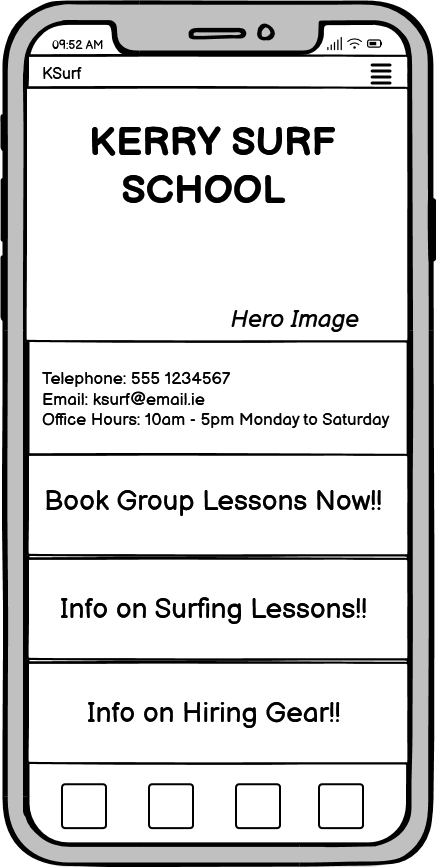 09:52 AM
KSurf
KERRY SURF
SCHOOL
Hero Image
Telephone: 555 1234567
Email: ksurf@email.ie
Office Hours: 10am - 5pm Monday to Saturday
Book Group Lessons Now!!
Info on Surfing Lessons!!
Info on Hiring Gear!!